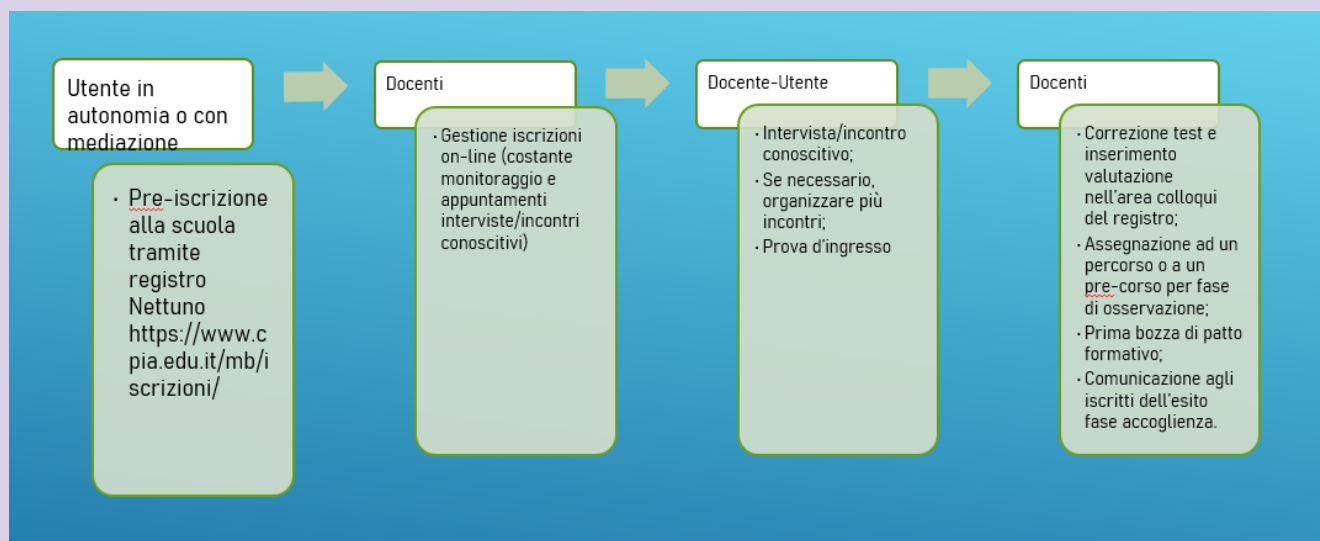 Utente in
autonomia o con
mediazione
· Pre-iscrizione
alla scuola
tramite
registro
Nettuno
https://www.c
pia.edu.it/mb/i
scrizioni/
Docenti
· Gestione iscrizioni
on-line (costante
monitoraggio e
appuntamenti
interviste/incontri
conoscitivi)
Docente-Utente
· Intervista/incontro
conoscitivo;
· Se necessario,
organizzare più
incontri;
· Prova d'ingresso
Docenti
· Correzione test e
inserimento
valutazione
nell'area colloqui
del registro;
· Assegnazione ad un
percorso o a un
pre-corso per fase
di osservazione;
· Prima bozza di patto
formativo;
· Comunicazione agli
iscritti dell'esito
fase accoglienza.